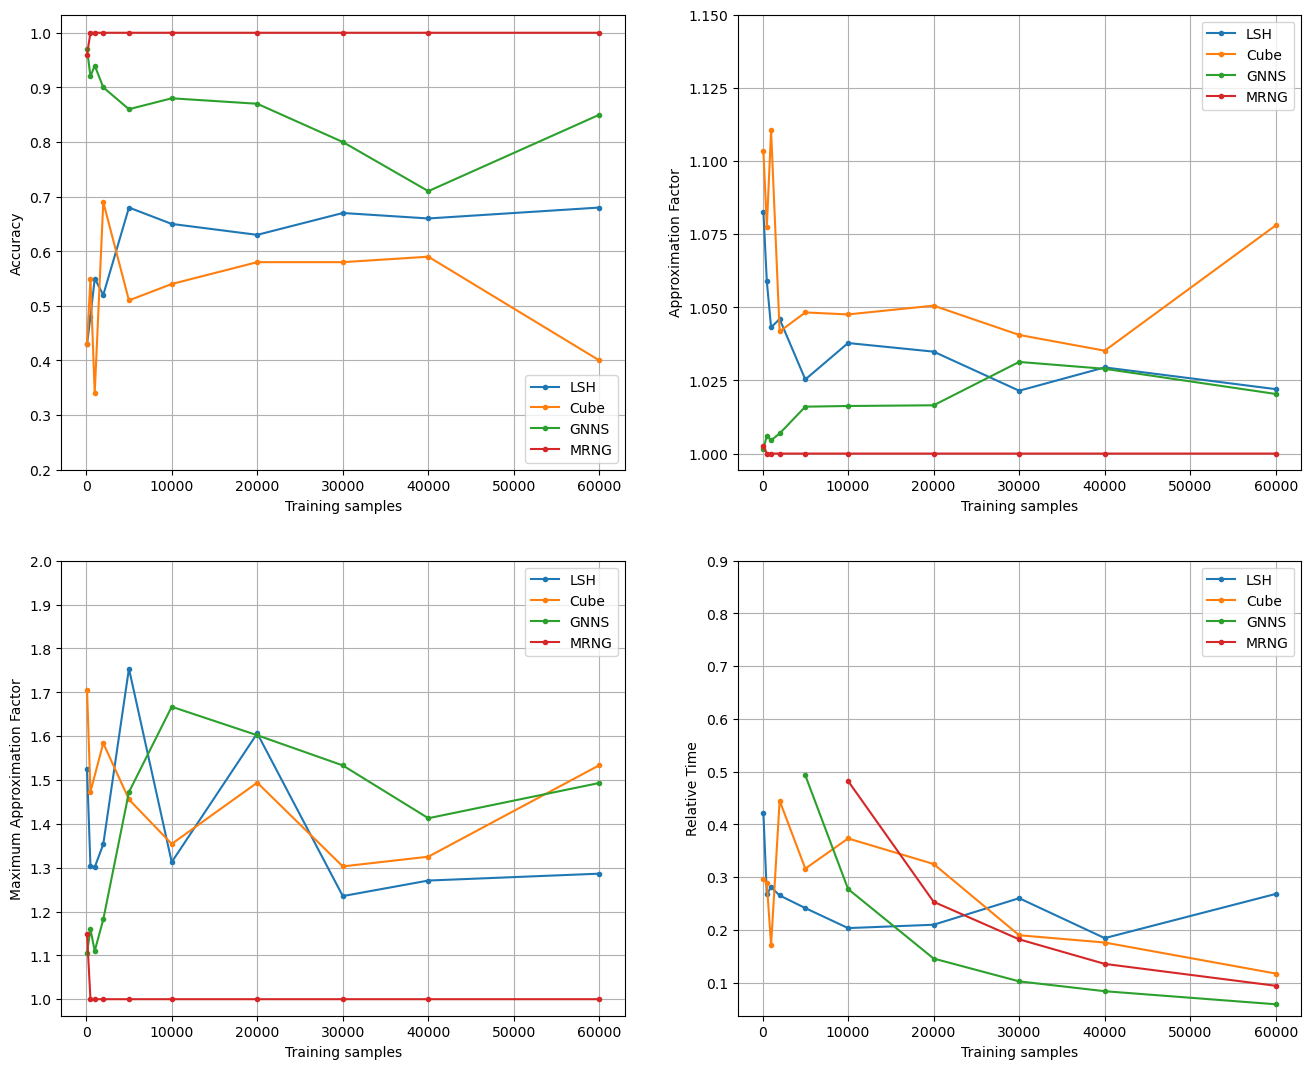 1.0
0.9
0.8
0.7
0.6
0.5
0.4
0.3
0.2
Accuracy
LSH
Cube
GNNS
MRNG
0 10000 20000 30000 40000 50000 60000
Training samples
1.150
1.125
1.100
1.075
1.050
1.025
1.000
Approximation Factor
LSH
Cube
GNNS
MRNG
0 10000 20000 30000 40000 50000 60000
Training samples
2.0
1.9
1.8
1.7
1.6
1.5
1.4
1.3
1.2
1.1
1.0
Maximum Approximation Factor
LSH
Cube
GNNS
MRNG
0 10000 20000 30000 40000 50000 60000
Training samples
0.9
0.8
0.7
0.6
0.5
0.4
0.3
0.2
0.1
Relative Time
LSH
Cube
GNNS
MRNG
0 10000 20000 30000 40000 50000 60000
Training samples